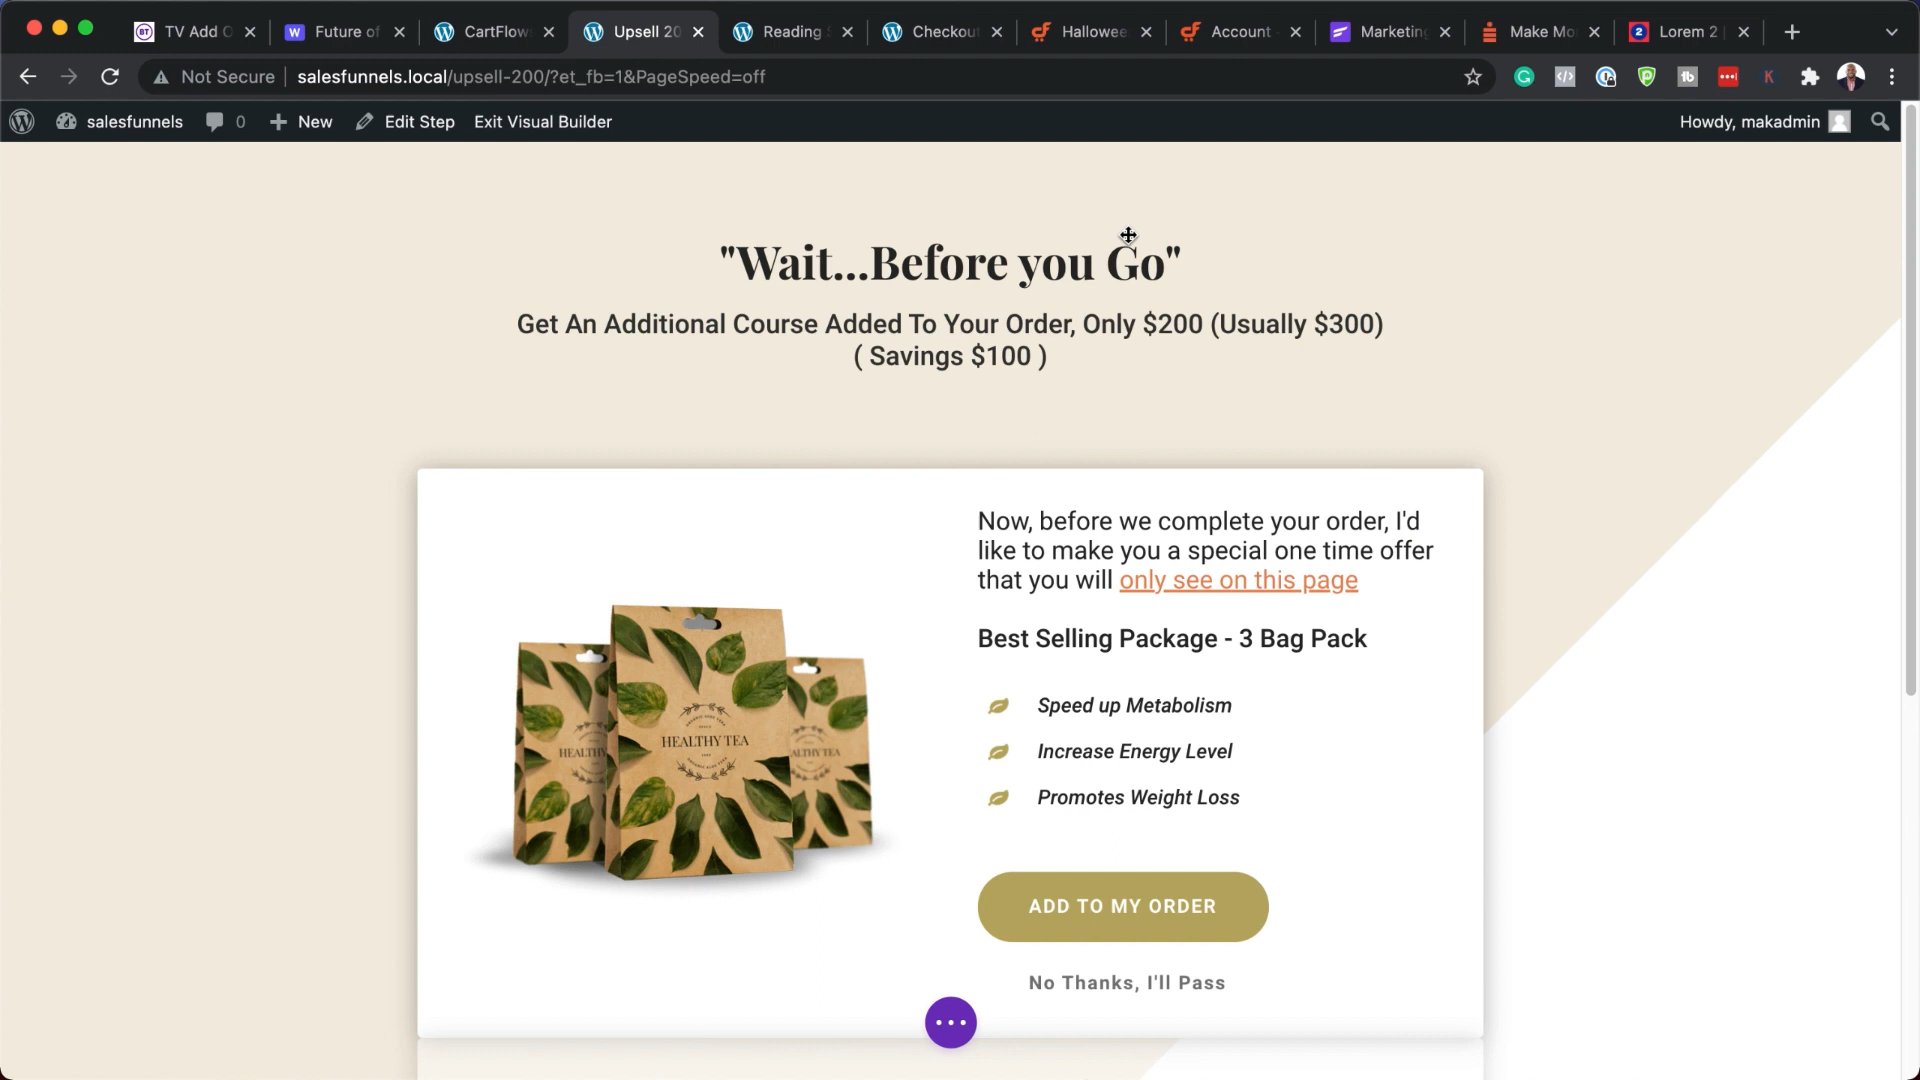 TV Add O
Future of
CartFlow
Upsell 20
Reading
Checkout
Hallowee
Account
Marketing
Make Mo
Lorem 2
Not Secure
salesfunnels.local/upsell-200/?et_fb=1&PageSpeed=off
salesfunnels 0 New Edit Step Exit Visual Builder Howdy, makadmin
"Wait...Before you Go"
Get An Additional Course Added To Your Order, Only $200 (Usually $300)
( Savings $100 )
Now, before we complete your order, I'd
like to make you a special one time offer
that you will only see on this page
Best Selling Package - 3 Bag Pack
Speed up Metabolism
Increase Energy Level
Promotes Weight Loss
HEALTHY
HEALTHY TEA
ALTHY TEA
ADD TO MY ORDER
No Thanks, I'll Pass